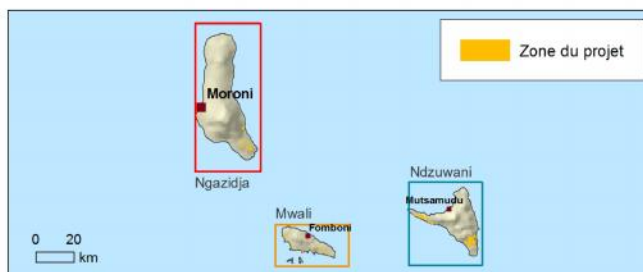 Zone du projet
Moroni
Ngazidja
Ndzuwani
Mutsamudu
Mwali
Fomboni
0 20
km